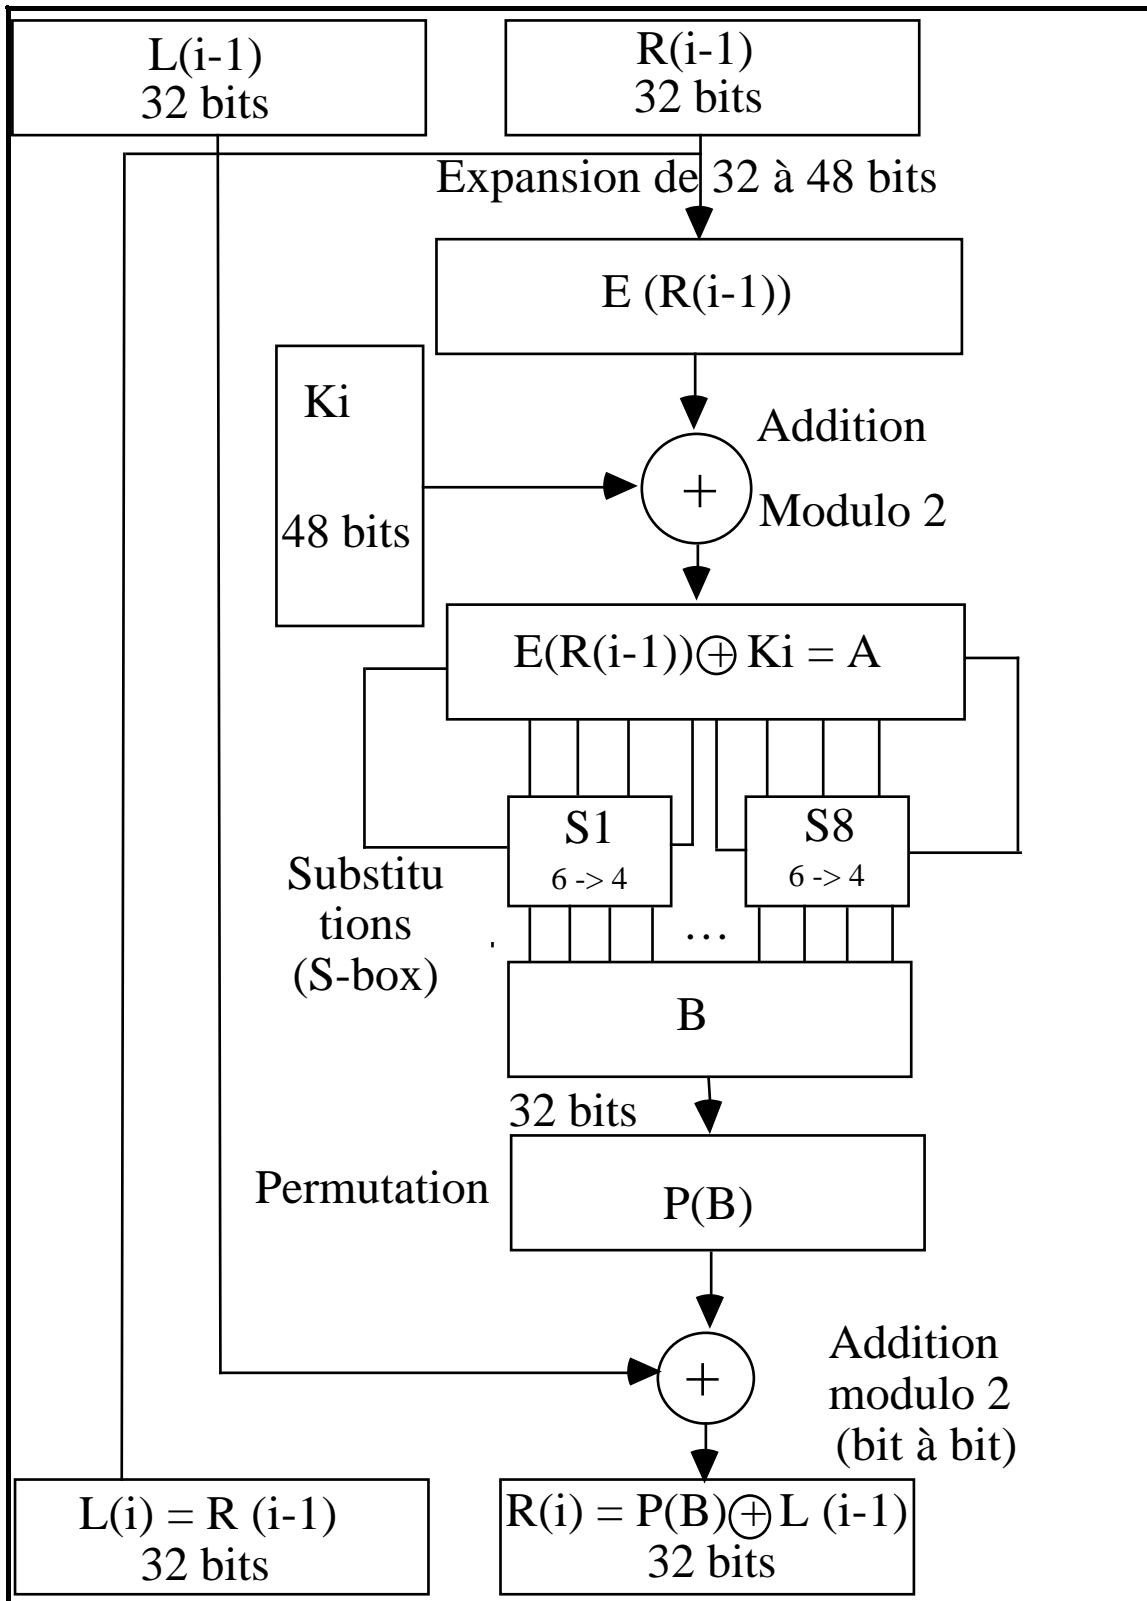 L(i-1)
32 bits
R(i-1)
32 bits
Expansion de 32 à 48 bits
E (R(i-1))
Ki
48 bits
+
Addition
Modulo 2
E(R(i-1))⊕ Ki = A
S1
6 -> 4
S8
6 -> 4
Substitu
tions
(S-box)
…
B
32 bits
Permutation
P(B)
+
Addition
modulo 2
(bit à bit)
L(i) = R (i-1)
32 bits
R(i) = P(B)⊕ L (i-1)
32 bits